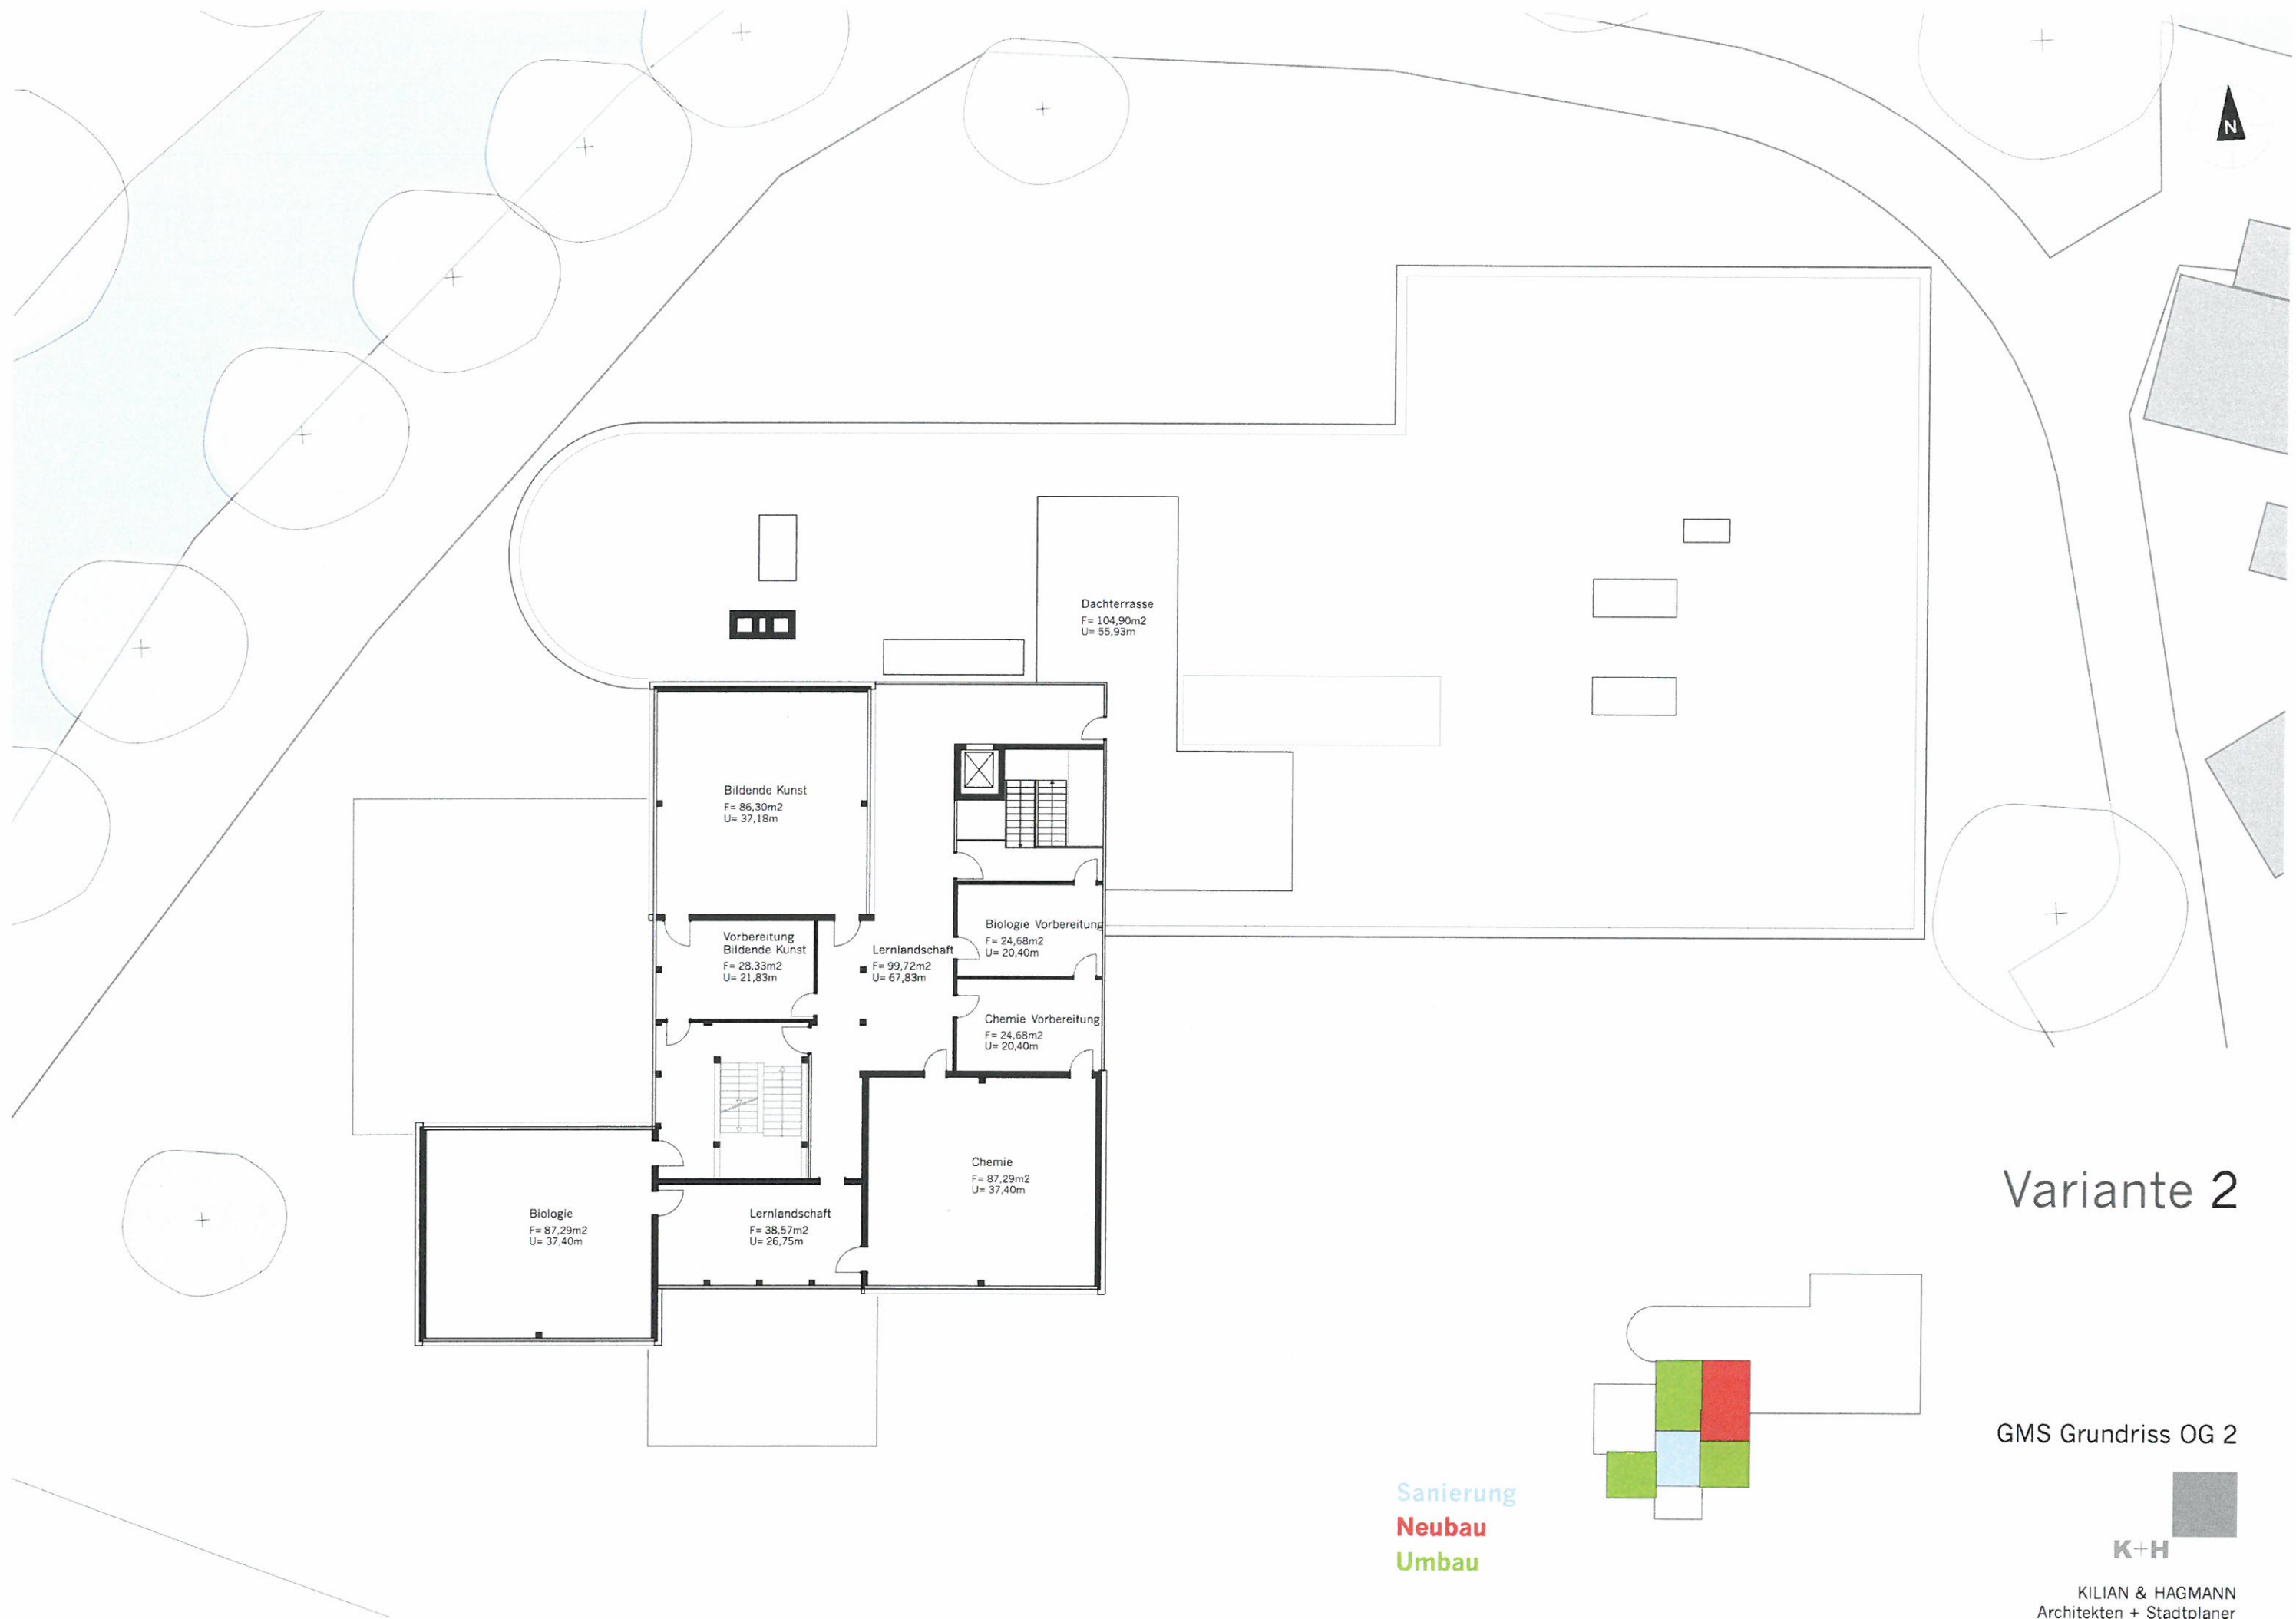 N
Dachterrasse
F= 104,90m2
U= 55,93m
Bildende Kunst
F= 86,30m2
U= 37,18m
Vorbereitung
Bildende Kunst
F= 28,33m2
U= 21,83m
Lernlandschaft
F= 99,72m2
U= 67,83m
Biologie Vorbereitung
F= 24,68m2
U= 20,40m
Chemie Vorbereitung
F= 24,68m2
U= 20,40m
Chemie
F= 87,29m2
U= 37,40m
Biologie
F= 87,29m2
U= 37,40m
Lernlandschaft
F= 38,57m2
U= 26,75m
Variante 2
GMS Grundriss OG 2
Sanierung
Neubau
Umbau
K+H
KILIAN & HAGMANN
Architekten + Stadtplaner